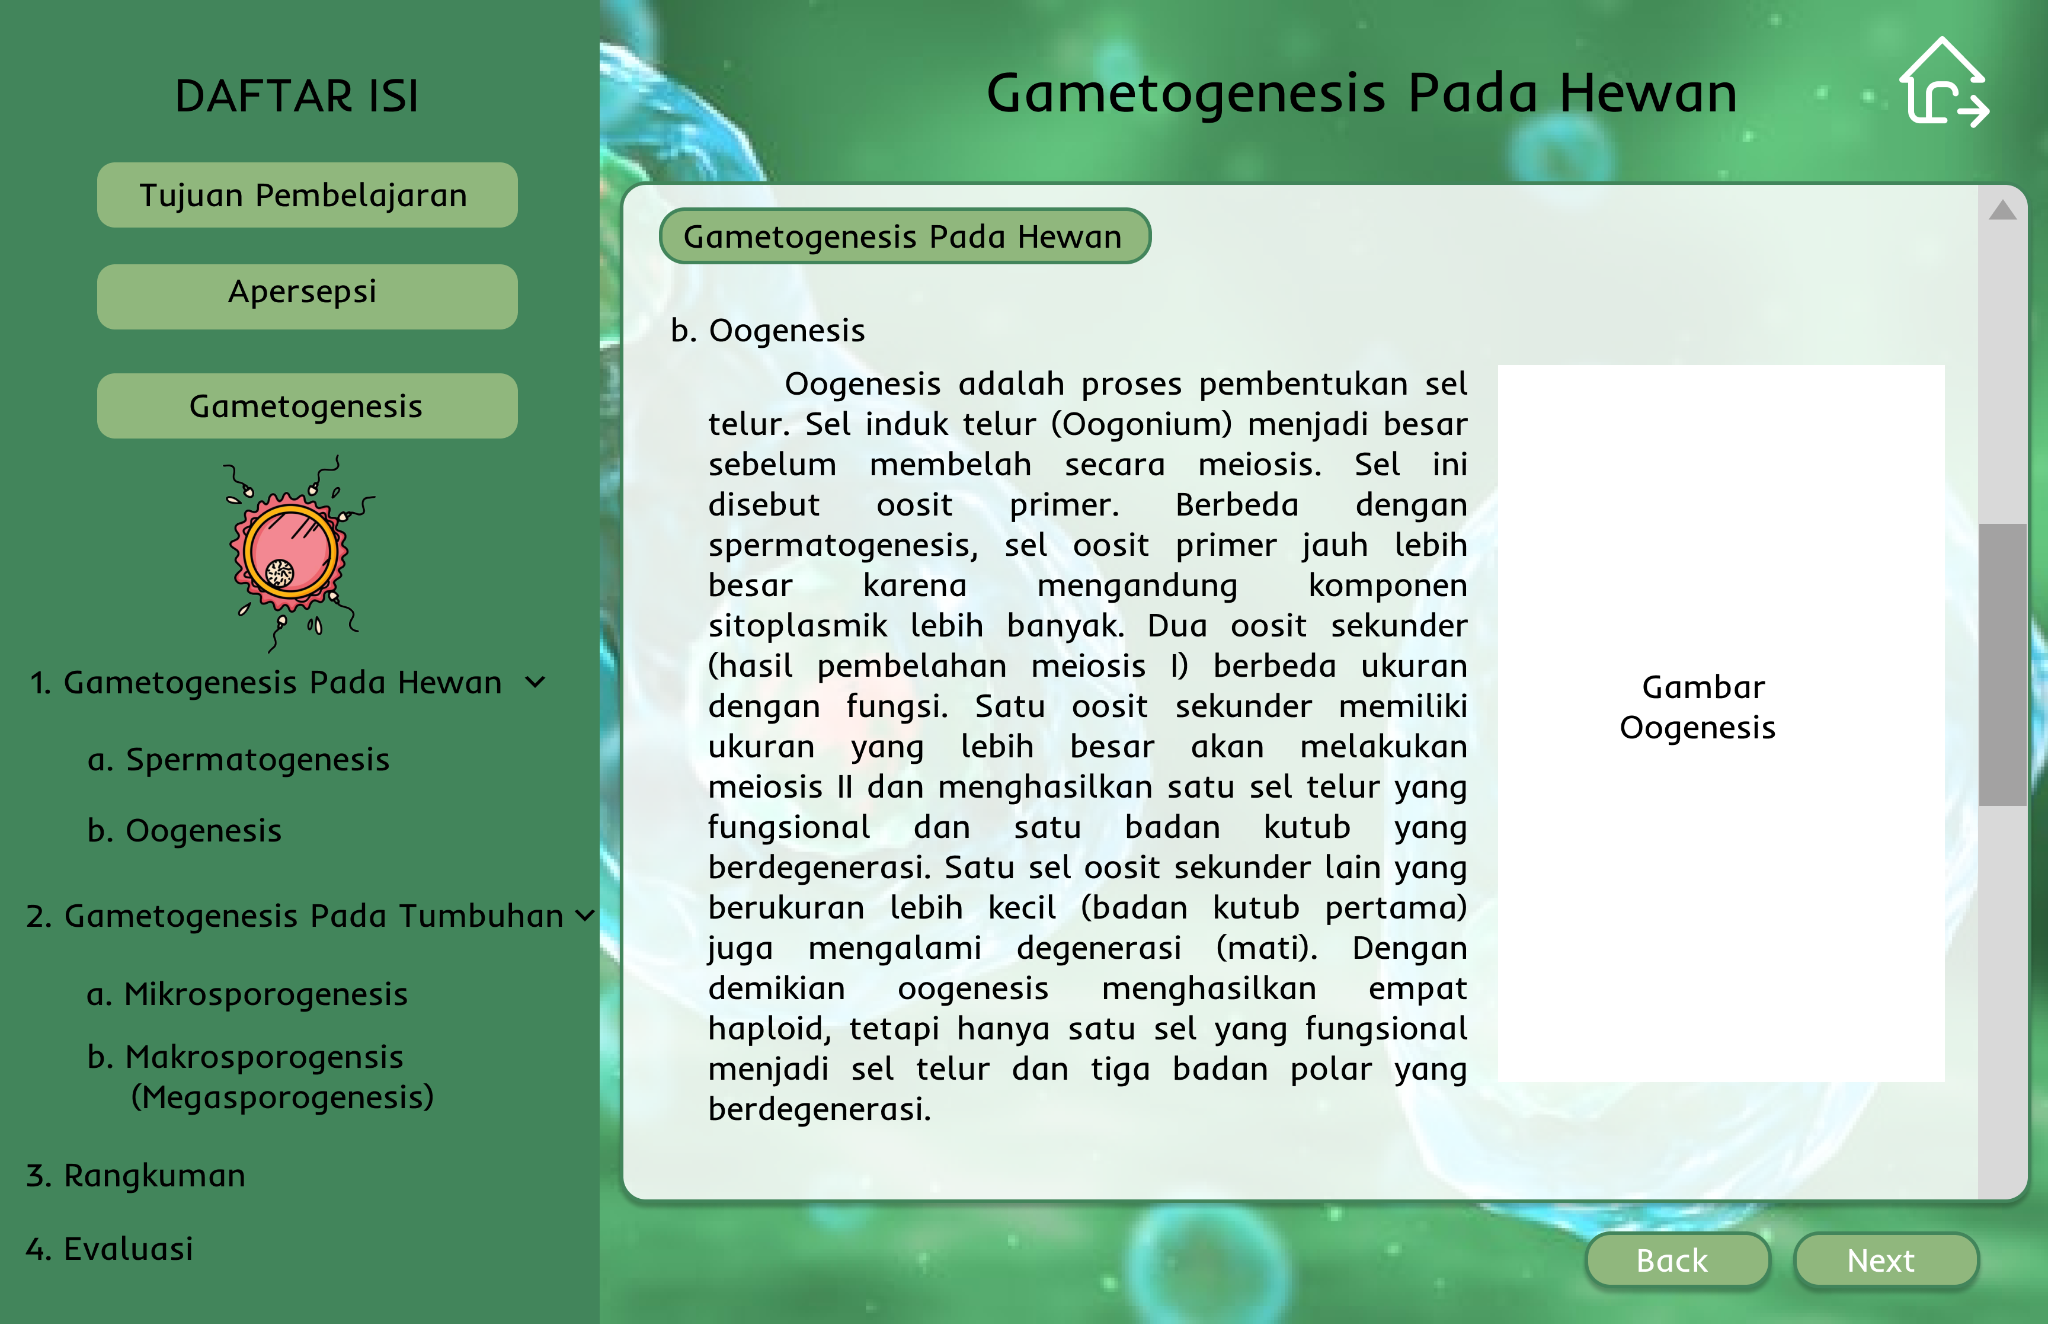 DAFTAR ISI
Tujuan Pembelajaran
Apersepsi
Gametogenesis
1. Gametogenesis Pada Hewan
a. Spermatogenesis
b. Oogenesis
2. Gametogenesis Pada Tumbuhan
a. Mikrosporogenesis
b. Makrosporogensis
(Megasporogenesis)
3. Rangkuman
4. Evaluasi
Gametogenesis Pada Hewan
Gametogenesis Pada Hewan
b. Oogenesis
Oogenesis adalah proses pembentukan sel
telur. Sel induk telur (Oogonium) menjadi besar
sebelum membelah secara meiosis. Sel ini
disebut oosit primer. Berbeda dengan
spermatogenesis, sel oosit primer jauh lebih
besar karena mengandung komponen
sitoplasmik lebih banyak. Dua oosit sekunder
(hasil pembelahan meiosis I) berbeda ukuran
dengan fungsi. Satu oosit sekunder memiliki
ukuran yang lebih besar akan melakukan
meiosis II dan menghasilkan satu sel telur yang
fungsional dan satu badan kutub yang
berdegenerasi. Satu sel oosit sekunder lain yang
berukuran lebih kecil (badan kutub pertama)
juga mengalami degenerasi (mati). Dengan
demikian oogenesis menghasilkan empat
haploid, tetapi hanya satu sel yang fungsional
menjadi sel telur dan tiga badan polar yang
berdegenerasi.
Gambar
Oogenesis
Back
Next